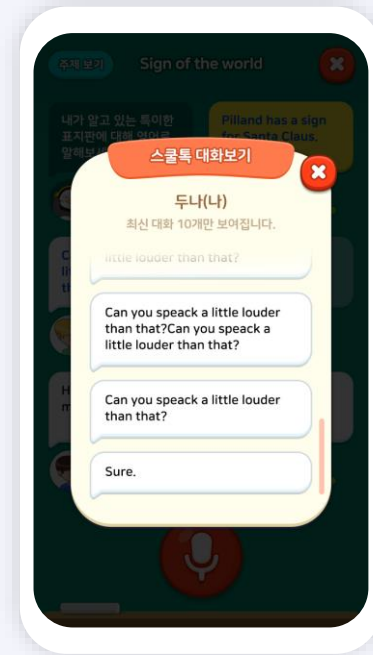 주제 보기
Sign of the world
내가 알고 있는 특이한
표지판에 대해 영어로
말해보
Pilland has a sign
for Santa Claus.
스쿨톡 대화보기
두나(나)
최신 대화 10개만 보여집니다.
little louder than that?
Can you speack a little louder
than that?Can you speack a
little louder than that?
Can you speack a little louder
than that?
Sure.